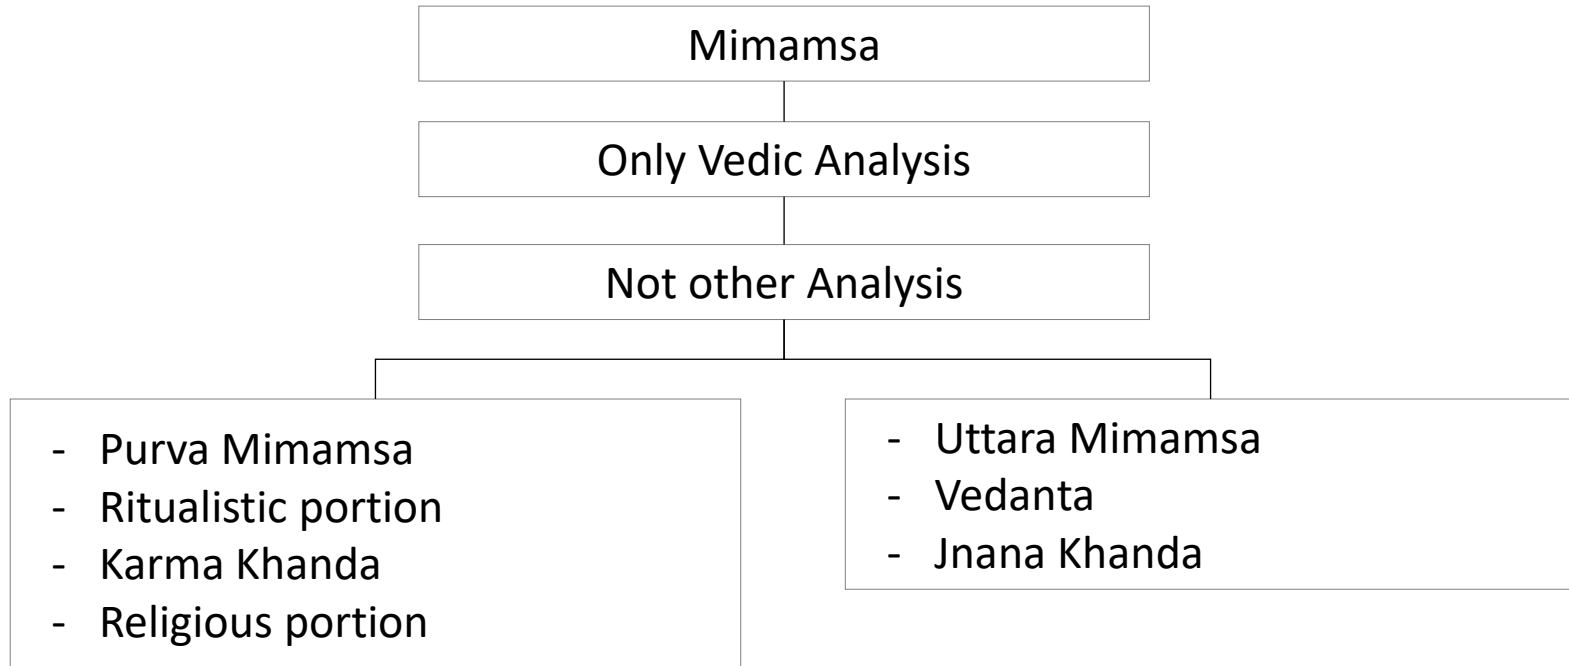 Mimamsa
Only Vedic Analysis
Not other Analysis
- Purva Mimamsa
- Ritualistic portion
- Karma Khanda
- Religious portion
- Uttara Mimamsa
- Vedanta
- Jnana Khanda